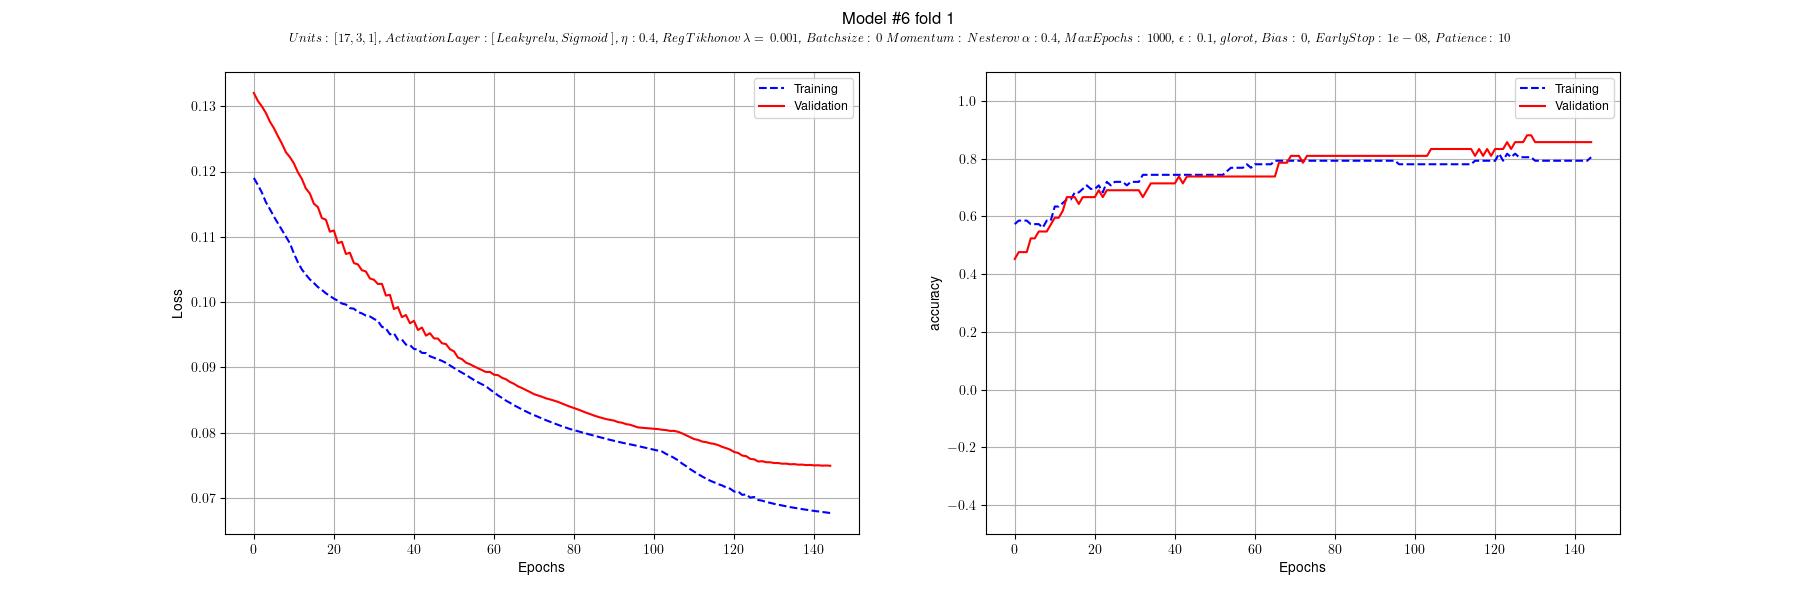 Model #6 fold 1
Units : [17, 3, 1], ActivationLayer : [Leakyrelu, Sigmoid], η : 0.4, RegTikhonov λ = 0.001, Batchsize : 0 Momentum : Nesterov α : 0.4, MaxEpochs : 1000, ϵ : 0.1, glorot, Bias : 0, EarlyStop : 1e − 08, Patience : 10
Training
Validation
0.13
0.12
0.11
0.10
0.09
0.08
0.07
Loss
0 20 40 60 80 100 120 140
Epochs
Training
Validation
1.0
0.8
0.6
0.4
0.2
0.0
−0.2
−0.4
accuracy
0 20 40 60 80 100 120 140
Epochs